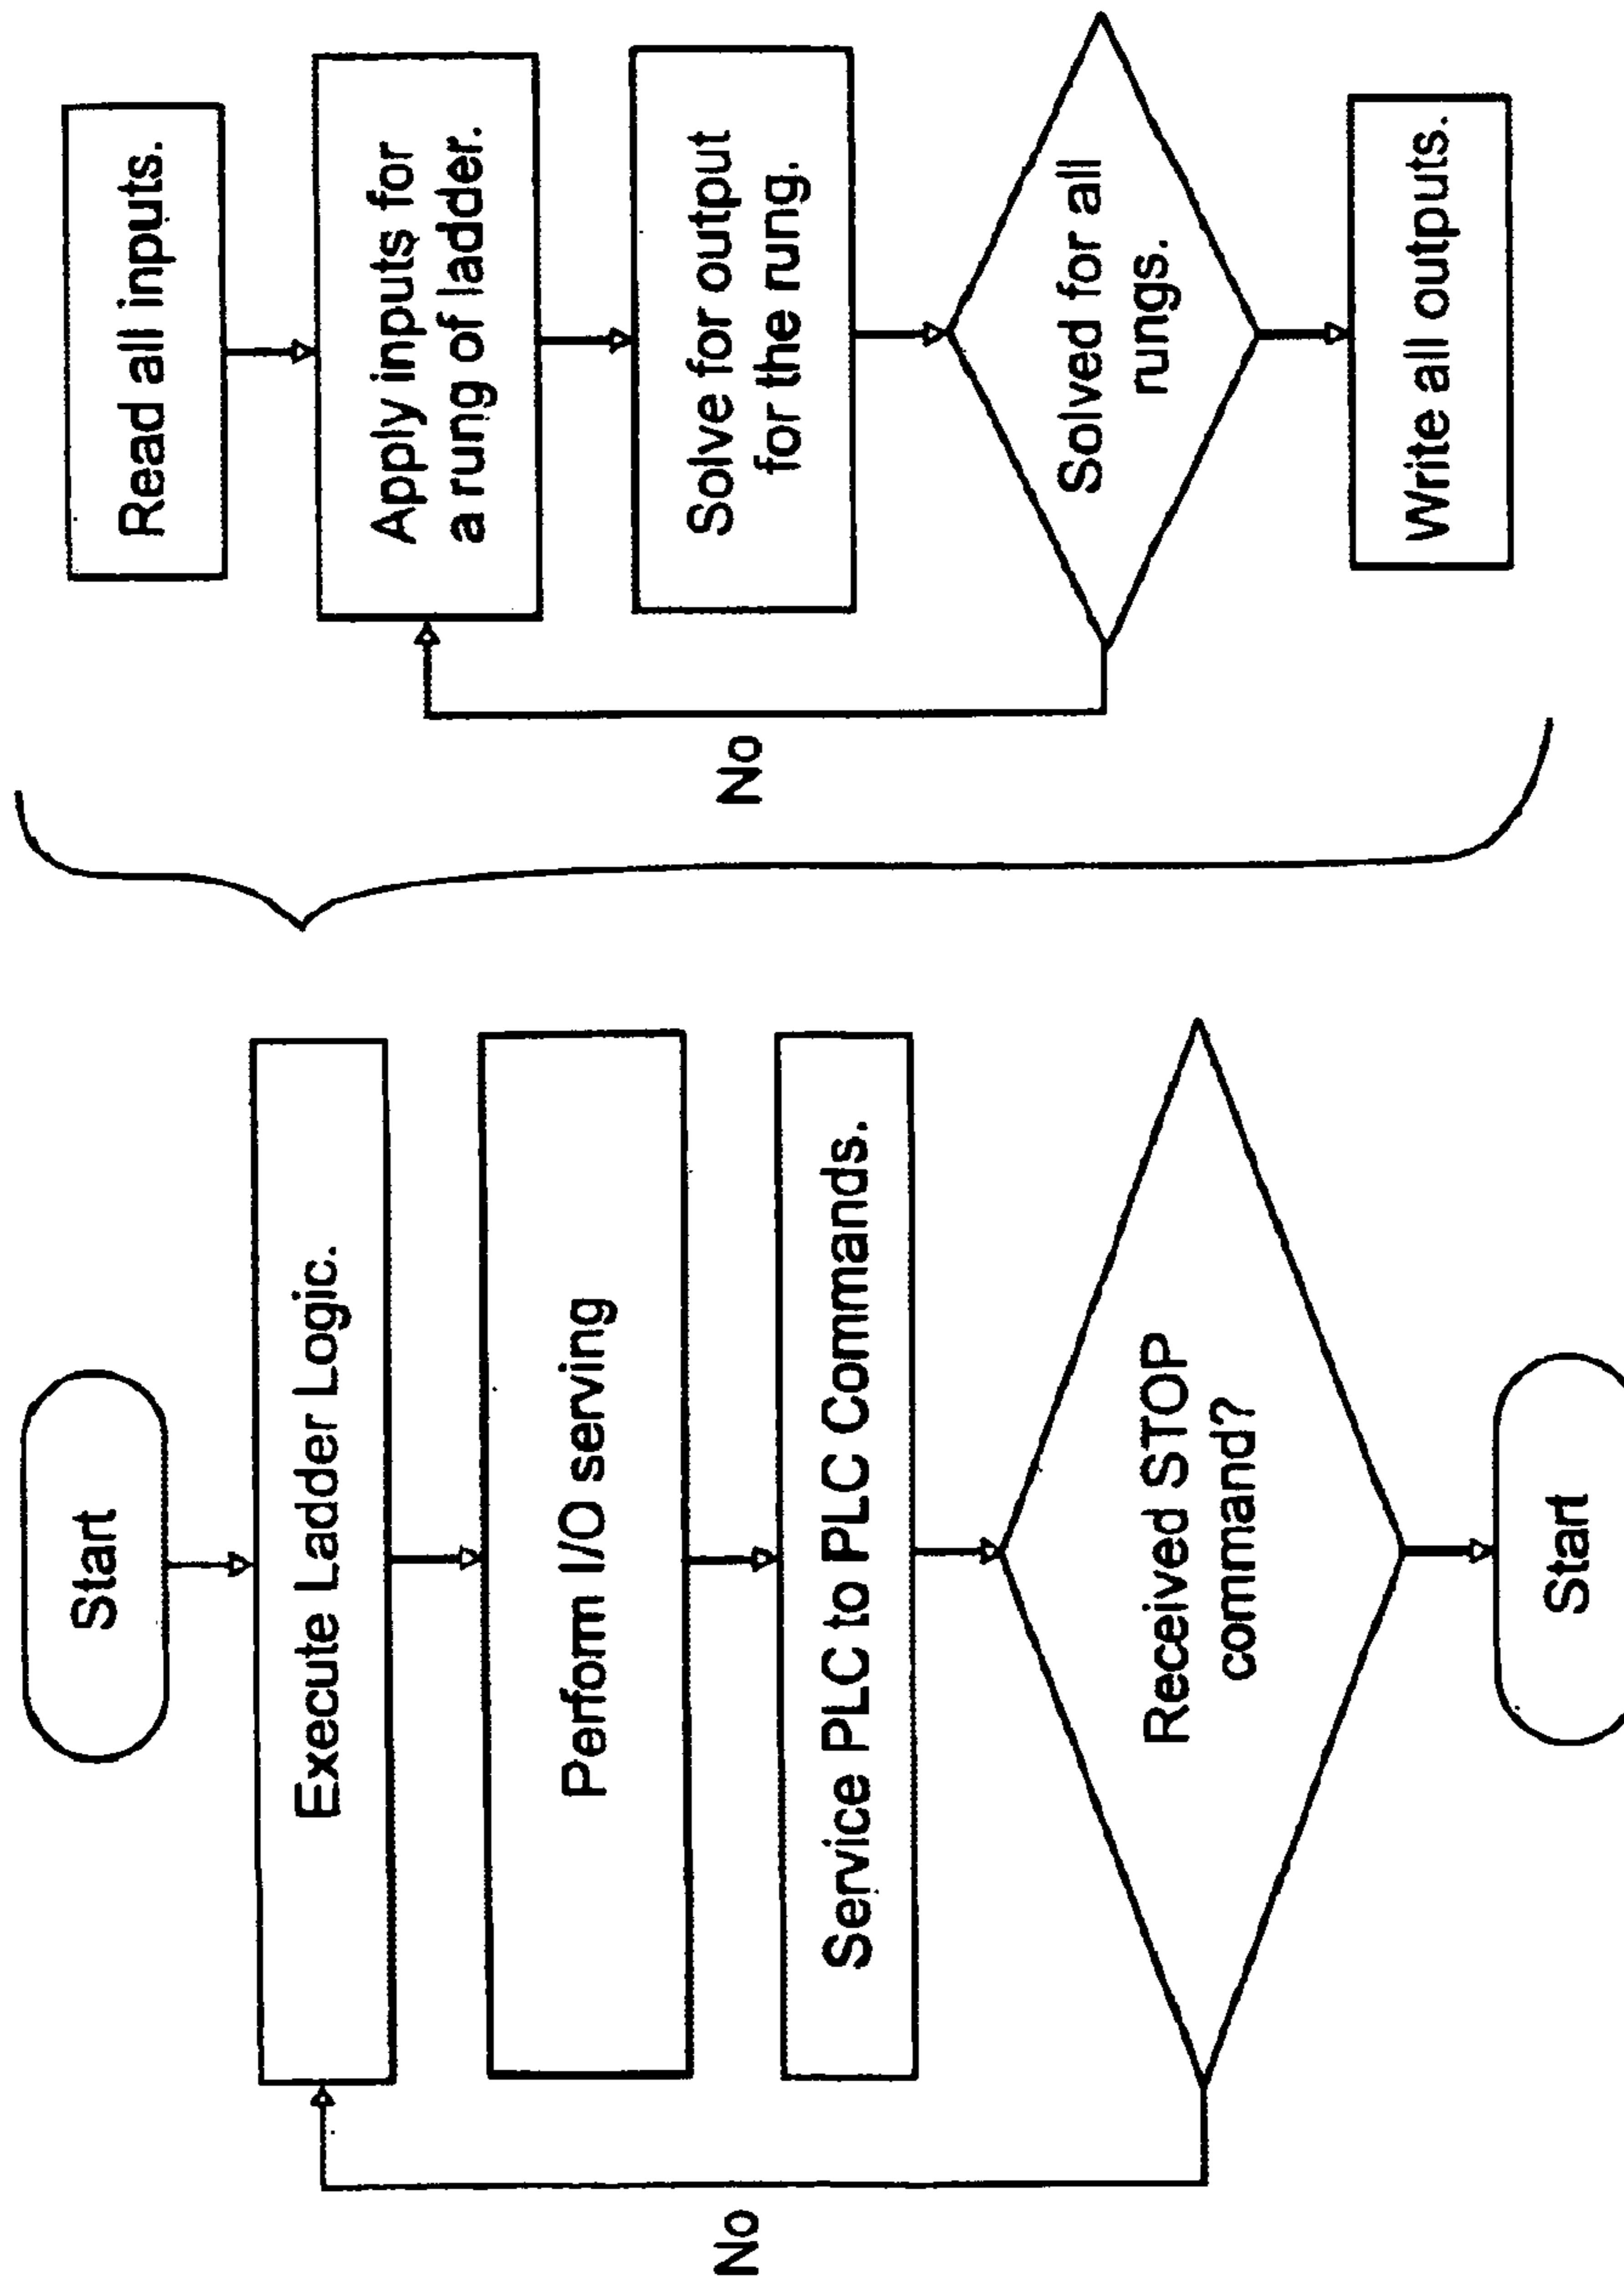 Start
Execute Ladder Logic.
Perform I/O serving
Service PLC to PLC Commands.
Received STOP
command?
No
Start
Read all inputs.
Apply inputs for
a rung of ladder.
Solve for output
for the rung.
Solved for all
rungs.
No
Write all outputs.